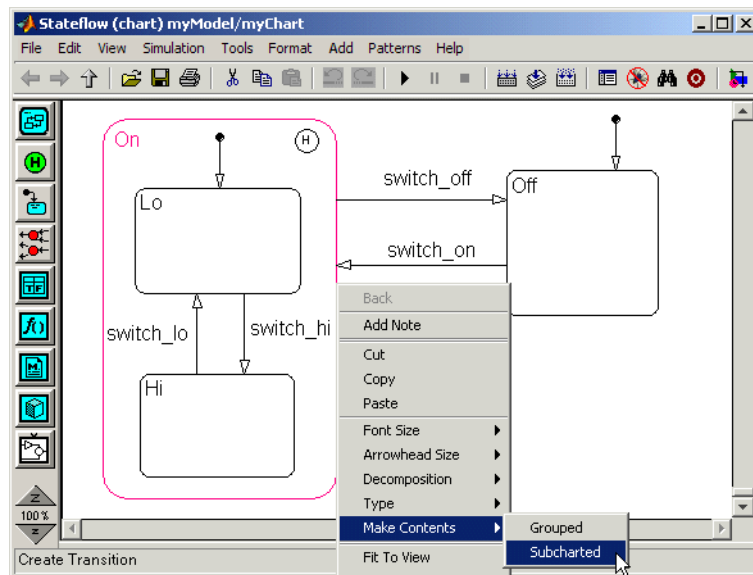 Stateflow (chart) myModel/myChart
File Edit View Simulation Tools Format Add Patterns Help
On
H
switch_off
Off
Lo
switch_on
Back
Add Note
switch_lo
switch_hi
Cut
Copy
Hi
Paste
Font Size
Arrowhead Size
Decomposition
Type
Make Contents
Grouped
Subcharted
Fit To View
H
T F
f()
M
Z
100 %
Z
Create Transition